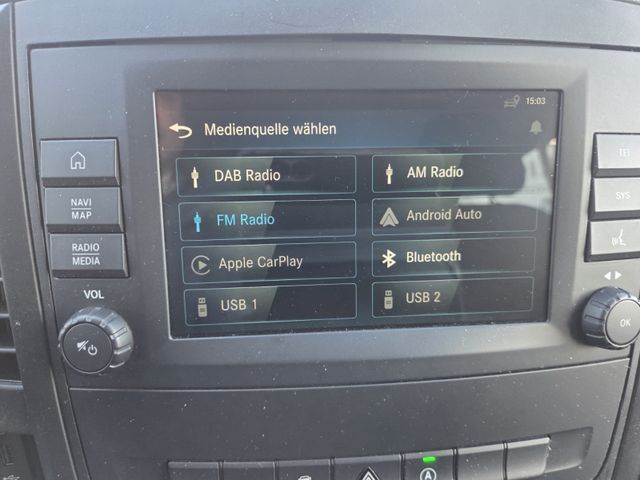 15:03
Medienquelle wählen
DAB Radio
AM Radio
FM Radio
Android Auto
Apple CarPlay
Bluetooth
USB 1
USB 2
NAVI
MAP
RADIO
MEDIA
VOL
TEL
SYS
OK
A